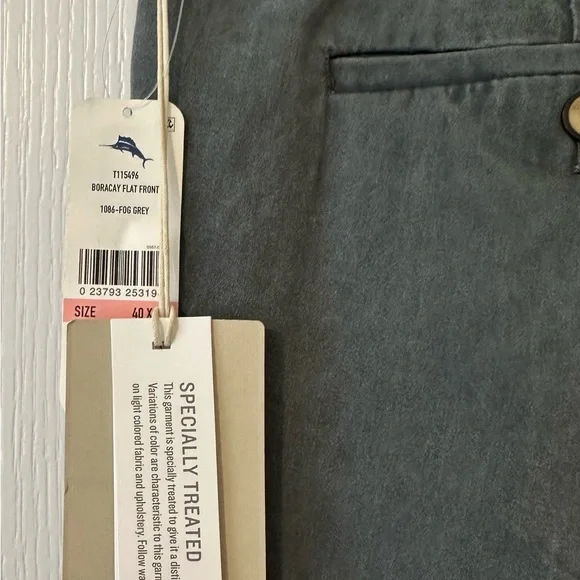 T115496
BORACAY FLAT FRONT
1086-FOG GREY
0 23793 25319
SIZE 40 X
SPECIALLY TREATED
This garment is specially treated to give it a disti
Variations of color are characteristic to this garm
on light colored fabric and upholstery. Follow wa